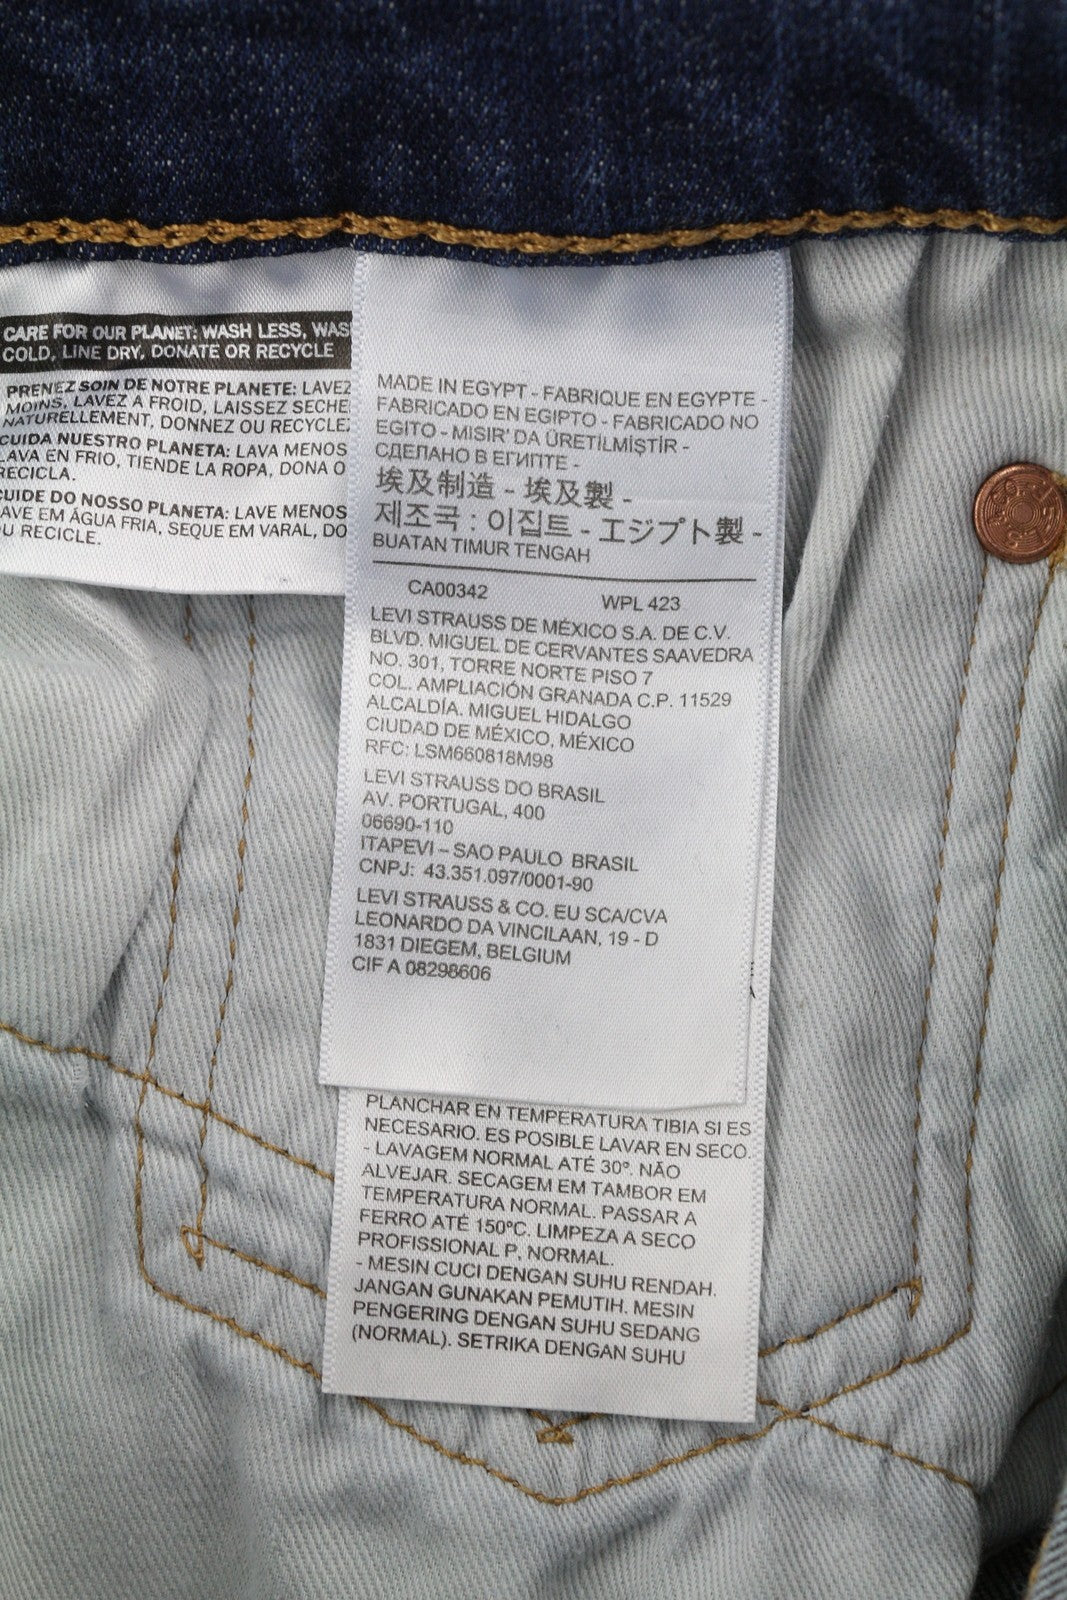 CARE FOR OUR PLANET: WASH LESS, WAS
COLD, LINE DRY, DONATE OR RECYCLE
PRENEZ SOIN DE NOTRE PLANETE: LAVEZ
MOINS, LAVEZ A FROID, LAISSEZ SECHE
NATURELLEMENT, DONNEZ OU RECYCLEZ
CUIDA NUESTRO PLANETA: LAVA MENOS
LAVA EN FRIO, TIENDE LA ROPA, DONA O
RECICLA.
CUIDE DO NOSSO PLANETA: LAVE MENOS
LAVE EM ÁGUA FRIA, SEQUE EM VARAL, DO
OU RECICLE.
MADE IN EGYPT - FABRIQUE EN EGYPTE -
FABRICADO EN EGIPTO - FABRICADO NO
EGITO - MISIR' DA ÜRETILMIŞTIR -
СДЕЛАНО В ЕГИПТЕ -
埃及制造 - 埃及製 -
제조국 : 이집트 - エジプト製 -
BUATAN TIMUR TENGAH
CA00342 WPL 423
LEVI STRAUSS DE MÉXICO S.A. DE C.V.
BLVD. MIGUEL DE CERVANTES SAAVEDRA
NO. 301, TORRE NORTE PISO 7
COL. AMPLIACIÓN GRANADA C.P. 11529
ALCALDÍA. MIGUEL HIDALGO
CIUDAD DE MÉXICO, MÉXICO
RFC: LSM660818M98
LEVI STRAUSS DO BRASIL
AV. PORTUGAL, 400
06690-110
ITAPEVI – SAO PAULO BRASIL
CNPJ: 43.351.097/0001-90
LEVI STRAUSS & CO. EU SCA/CVA
LEONARDO DA VINCILAAN, 19 - D
1831 DIEGEM, BELGIUM
CIF A 08298606
PLANCHAR EN TEMPERATURA TIBIA SI ES
NECESARIO. ES POSIBLE LAVAR EN SECO.
- LAVAGEM NORMAL ATÉ 30º. NÃO
ALVEJAR. SECAGEM EM TAMBOR EM
TEMPERATURA NORMAL. PASSAR A
FERRO ATÉ 150ºC. LIMPEZA A SECO
PROFISSIONAL P, NORMAL.
- MESIN CUCI DENGAN SUHU RENDAH.
JANGAN GUNAKAN PEMUTIH. MESIN
PENGERING DENGAN SUHU SEDANG
(NORMAL). SETRIKA DENGAN SUHU